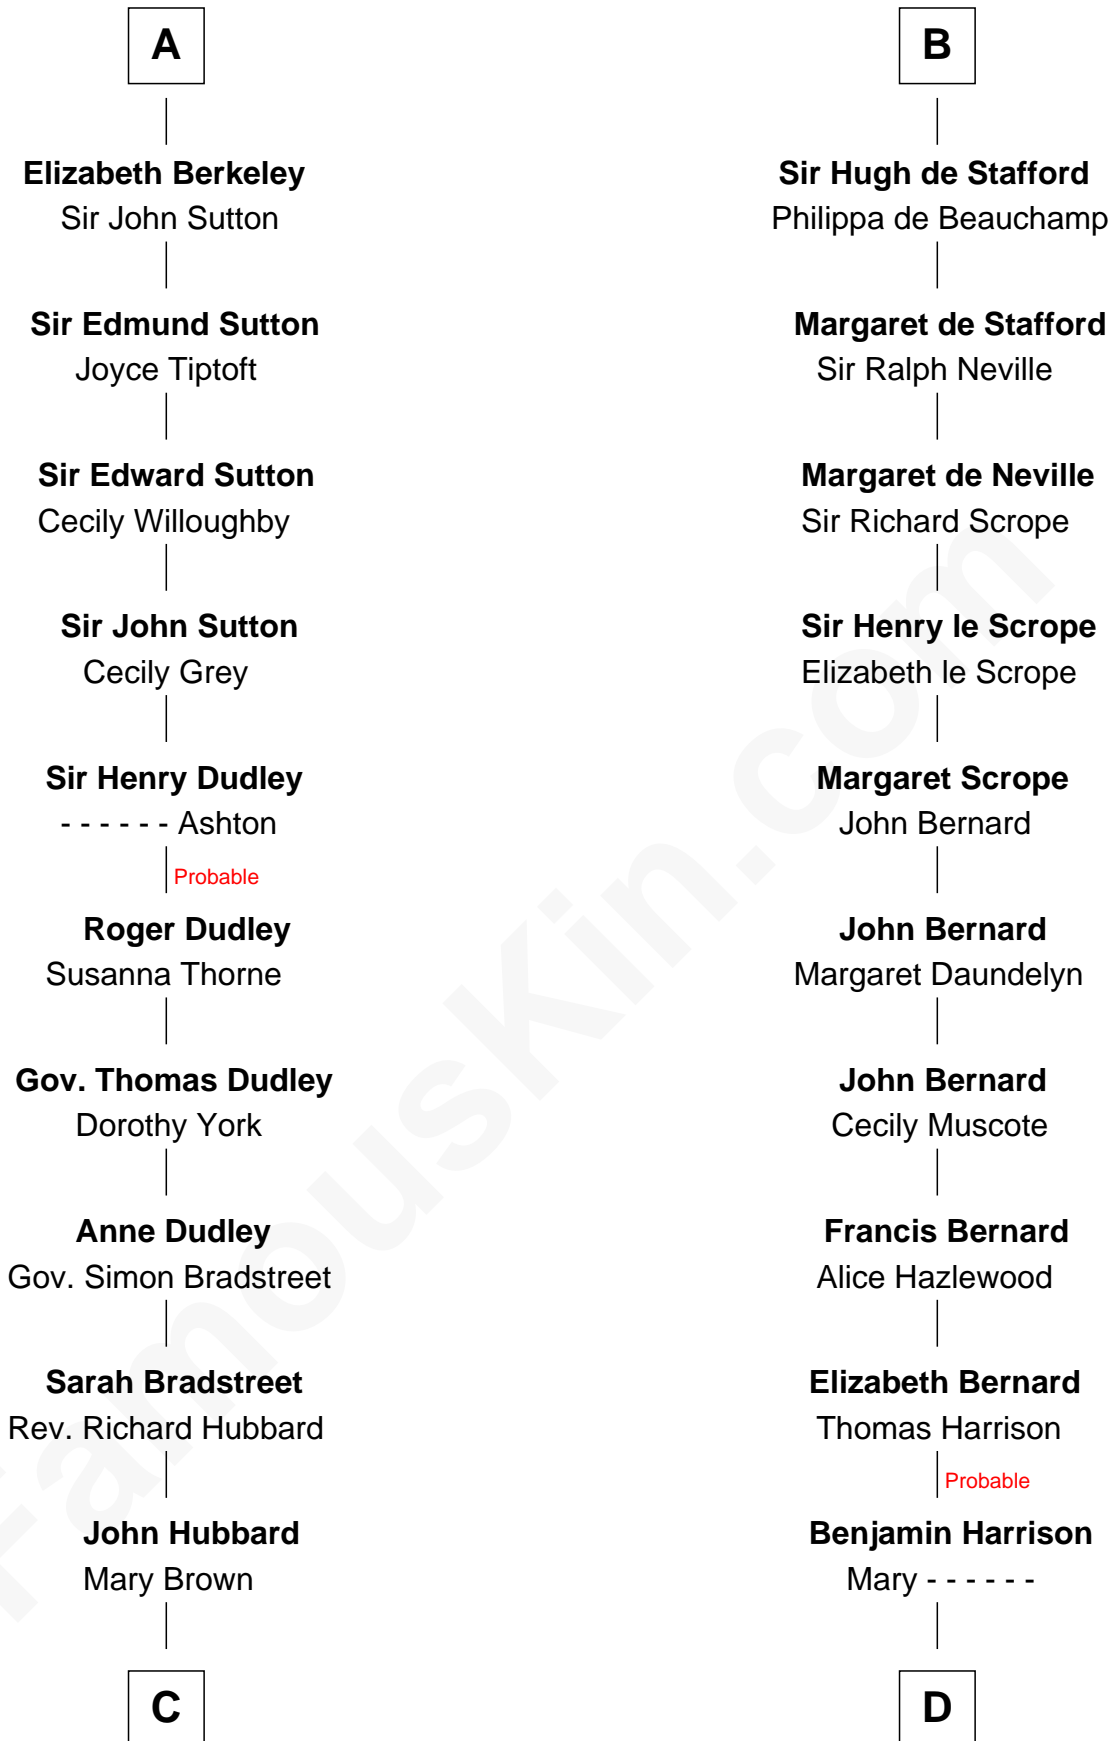 A
Elizabeth Berkeley
Sir John Sutton
Sir Edmund Sutton
Joyce Tiptoft
Sir Edward Sutton
Cecily Willoughby
Sir John Sutton
Cecily Grey
Sir Henry Dudley
- - - - - - Ashton
Probable
Roger Dudley
Susanna Thorne
Gov. Thomas Dudley
Dorothy York
Anne Dudley
Gov. Simon Bradstreet
Sarah Bradstreet
Rev. Richard Hubbard
John Hubbard
Mary Brown
C
B
Sir Hugh de Stafford
Philippa de Beauchamp
Margaret de Stafford
Sir Ralph Neville
Margaret de Neville
Sir Richard Scrope
Sir Henry le Scrope
Elizabeth le Scrope
Margaret Scrope
John Bernard
John Bernard
Margaret Daundelyn
John Bernard
Cecily Muscote
Francis Bernard
Alice Hazlewood
Elizabeth Bernard
Thomas Harrison
Probable
Benjamin Harrison
Mary - - - - - -
D
FamousKin.com